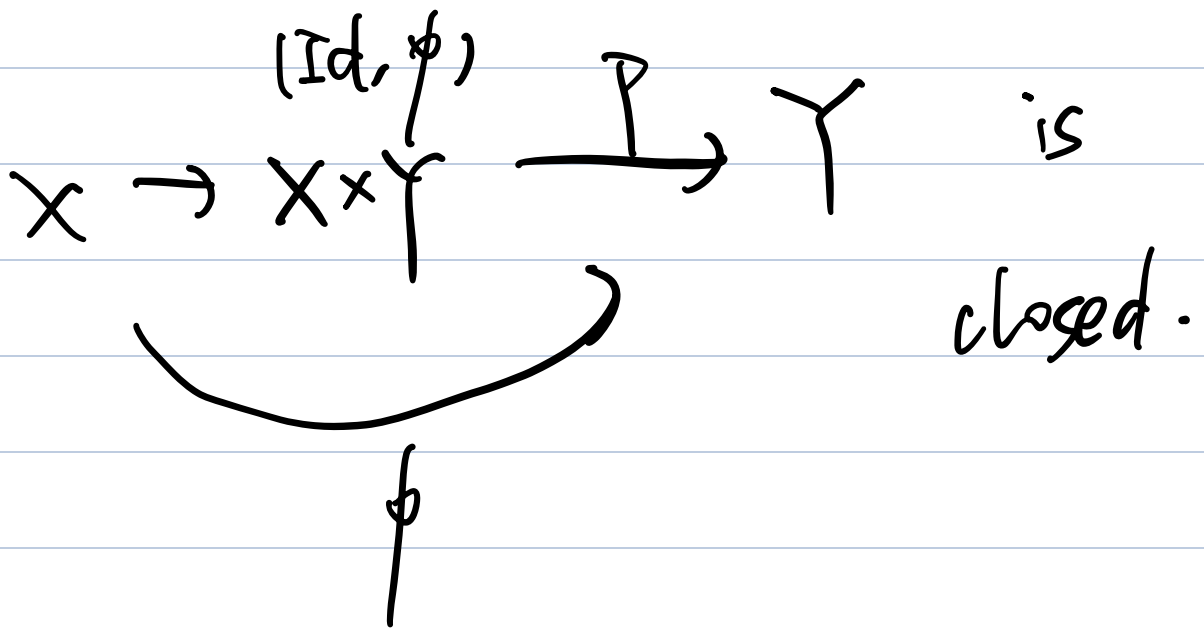 (Id, ϕ) P
X → X×Y → Y is
closed.
ϕ